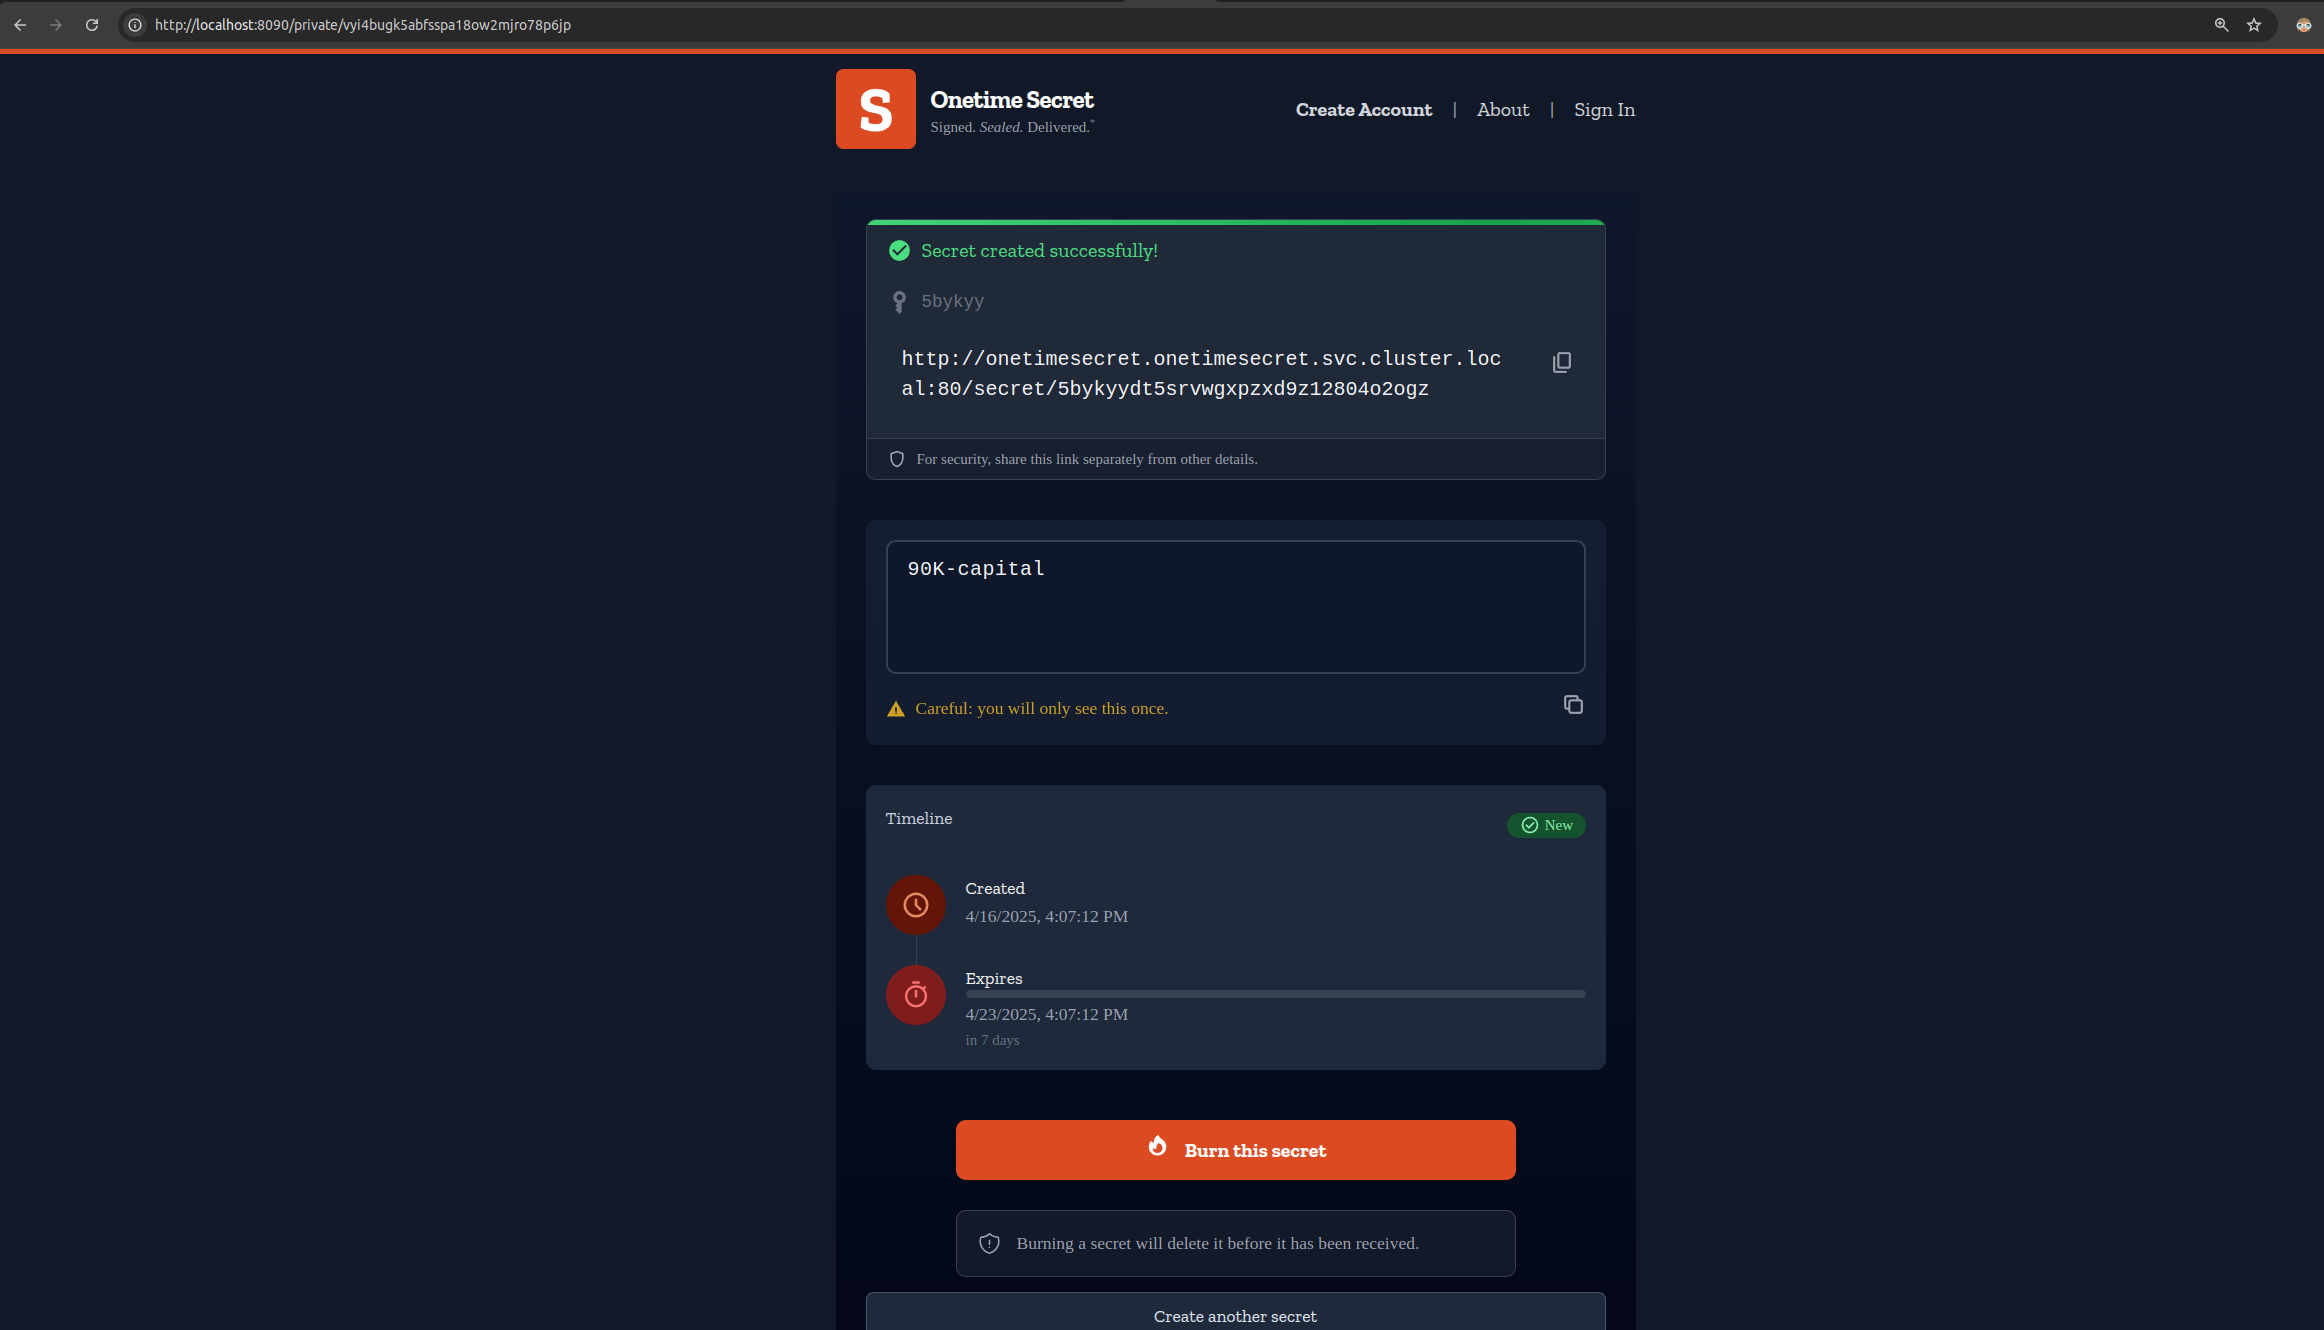 http://localhost:8090/private/vyi4bugk5abfsspa18ow2mjro78p6jp
S
Onetime Secret
Signed. Sealed. Delivered.*
Create Account | About | Sign In
Secret created successfully!
5bykyy
http://onetimesecret.onetimesecret.svc.cluster.loc
al:80/secret/5bykyydt5srvwgxpzxd9z12804o2ogz
For security, share this link separately from other details.
90K-capital
Careful: you will only see this once.
Timeline
New
Created
4/16/2025, 4:07:12 PM
Expires
4/23/2025, 4:07:12 PM
in 7 days
Burn this secret
Burning a secret will delete it before it has been received.
Create another secret